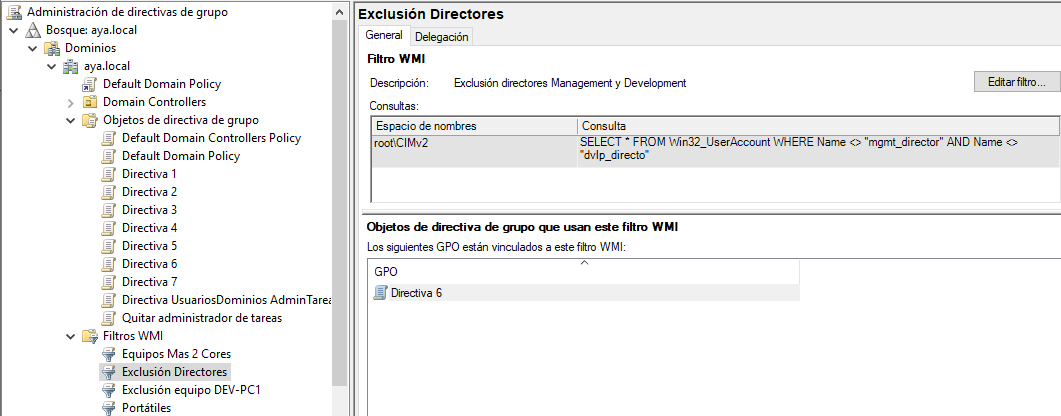 Administración de directivas de grupo
Bosque: aya.local
Dominios
aya.local
Default Domain Policy
Domain Controllers
Objetos de directiva de grupo
Default Domain Controllers Policy
Default Domain Policy
Directiva 1
Directiva 2
Directiva 3
Directiva 4
Directiva 5
Directiva 6
Directiva 7
Directiva UsuariosDominios AdminTarea
Quitar administrador de tareas
Filtros WMI
Equipos Mas 2 Cores
Exclusión Directores
Exclusión equipo DEV-PC1
Portátiles
Exclusión Directores
General Delegación
Filtro WMI
Descripción: Exclusión directores Management y Development
Editar filtro...
Consultas:
Espacio de nombres Consulta
root\CIMv2 SELECT * FROM Win32_UserAccount WHERE Name <> "mgmt_director" AND Name <>
"dvlp_directo"
Objetos de directiva de grupo que usan este filtro WMI
Los siguientes GPO están vinculados a este filtro WMI:
GPO
Directiva 6